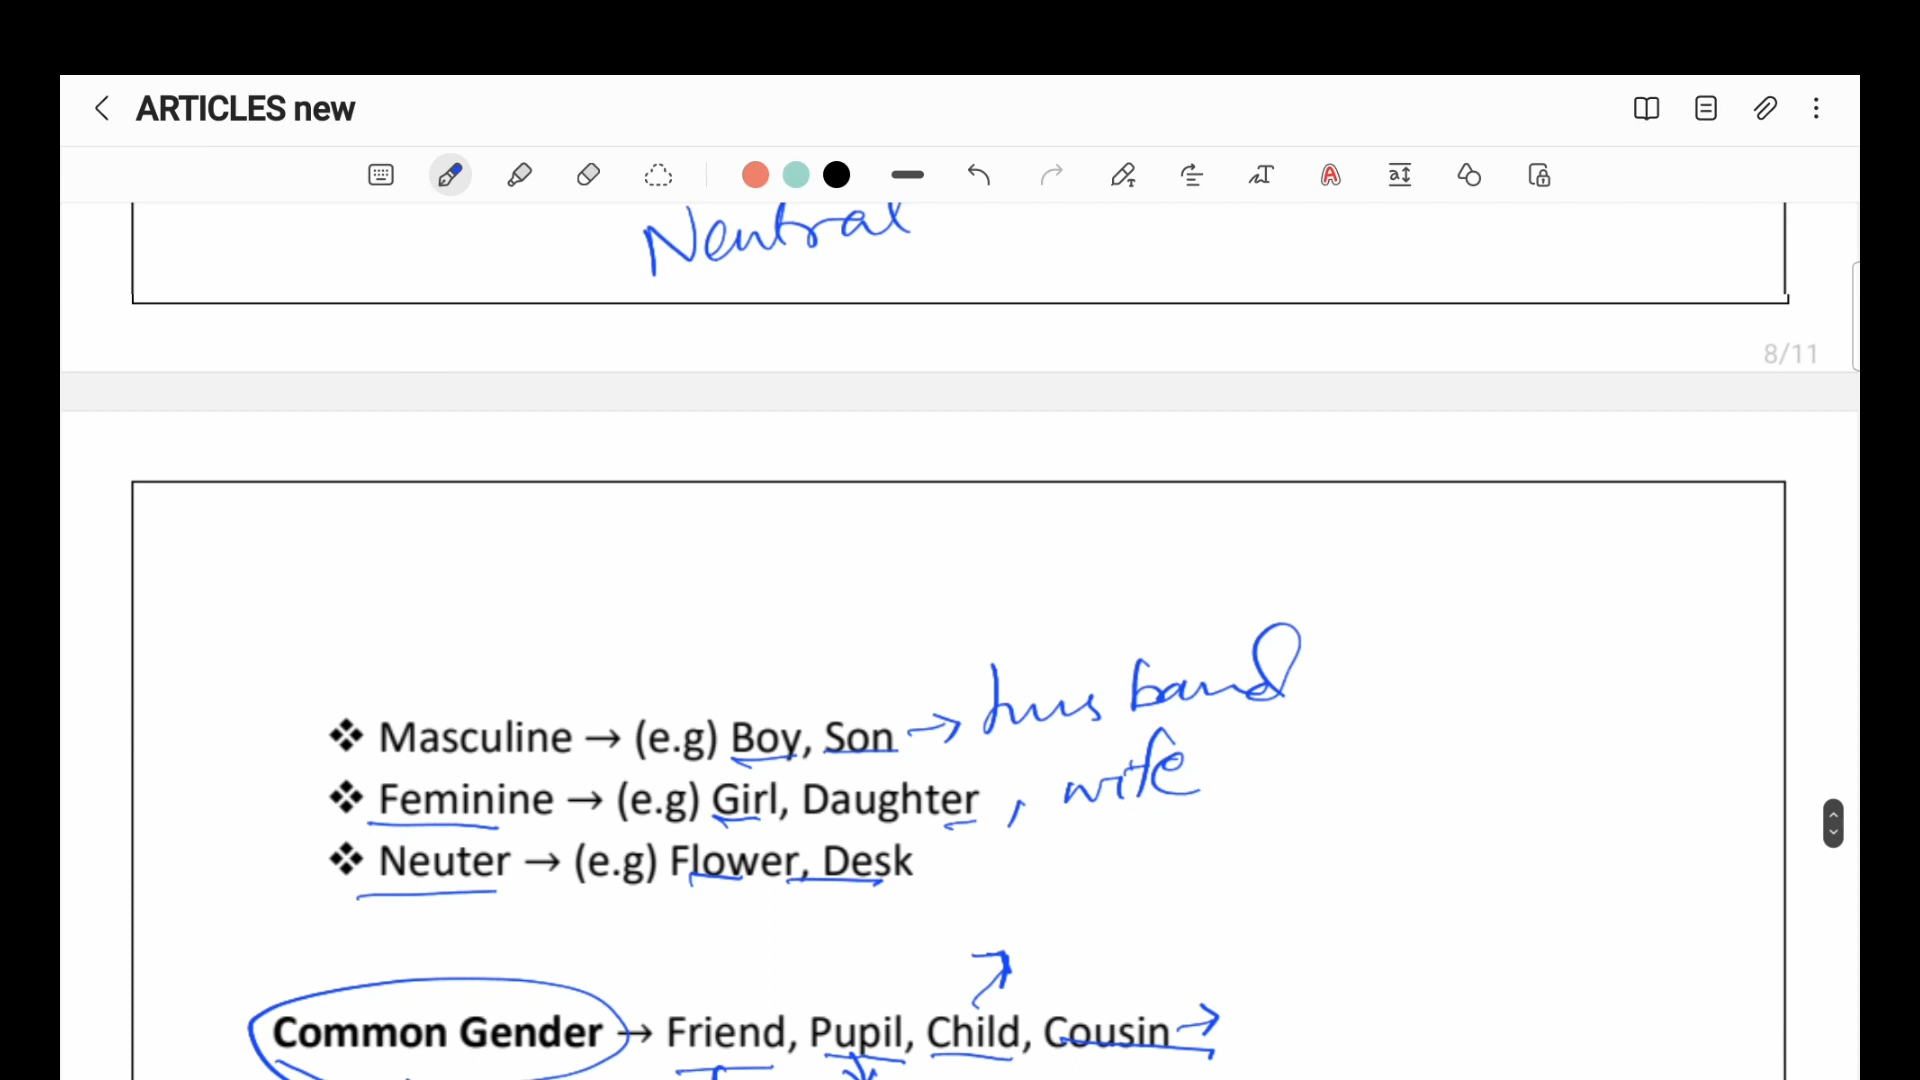 ARTICLES new
Neutral
8/11
husband
❖ Masculine → (e.g) Boy, Son →
❖ Feminine → (e.g) Girl, Daughter , wife
❖ Neuter → (e.g) Flower, Desk
Common Gender → Friend, Pupil, Child, Cousin →